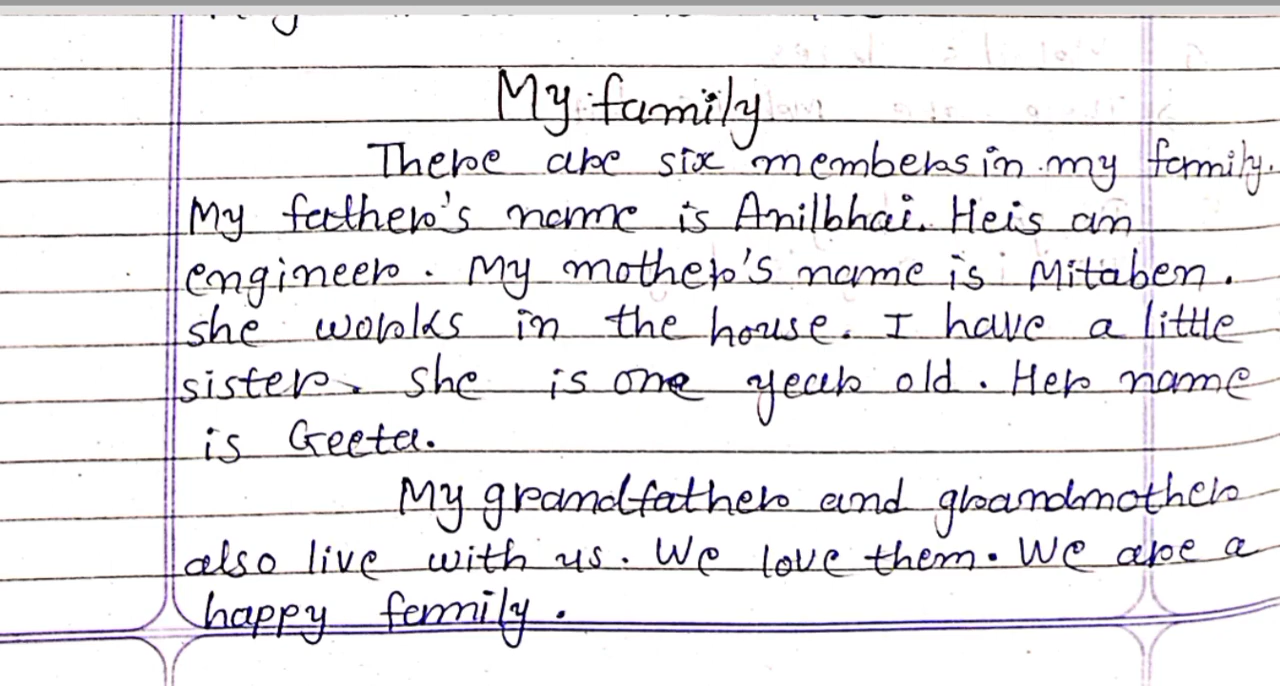 My family
There are six members in my family.
My father's name is Anilbhai. He is an
engineer. My mother's name is Mitaben.
she works in the house. I have a little
sister. she is one year old. Her name
is Geeta.
My grandfather and grandmother
also live with us. We love them. We are a
happy family.